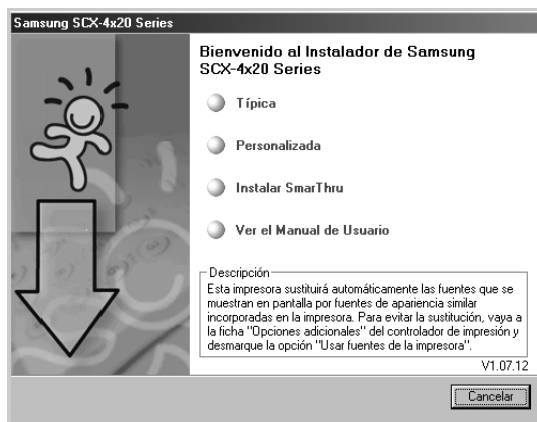 Samsung SCX-4x20 Series
Bienvenido al Instalador de Samsung
SCX-4x20 Series
Típica
Personalizada
Instalar SmarThru
Ver el Manual de Usuario
Descripción
Esta impresora sustituirá automáticamente las fuentes que se
muestran en pantalla por fuentes de apariencia similar
incorporadas en la impresora. Para evitar la sustitución, vaya a
la ficha "Opciones adicionales" del controlador de impresión y
desmarque la opción "Usar fuentes de la impresora".
V1.07.12
Cancelar